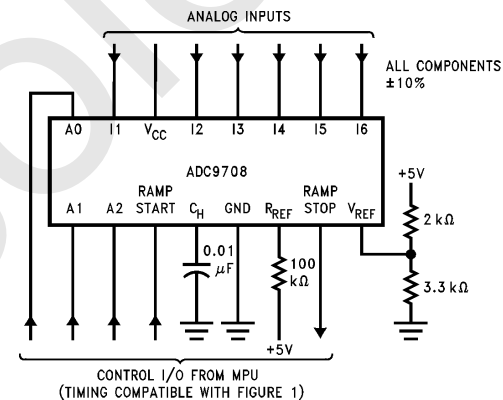 ANALOG INPUTS
ALL COMPONENTS
±10%
A0 I1 VCC I2 I3 I4 I5 I6
ADC9708
+5V
RAMP RAMP
A1 A2 START CH GND RREF STOP VREF
2 kΩ
0.01
μF
100
kΩ
3.3 kΩ
+5V
CONTROL I/O FROM MPU
(TIMING COMPATIBLE WITH FIGURE 1)